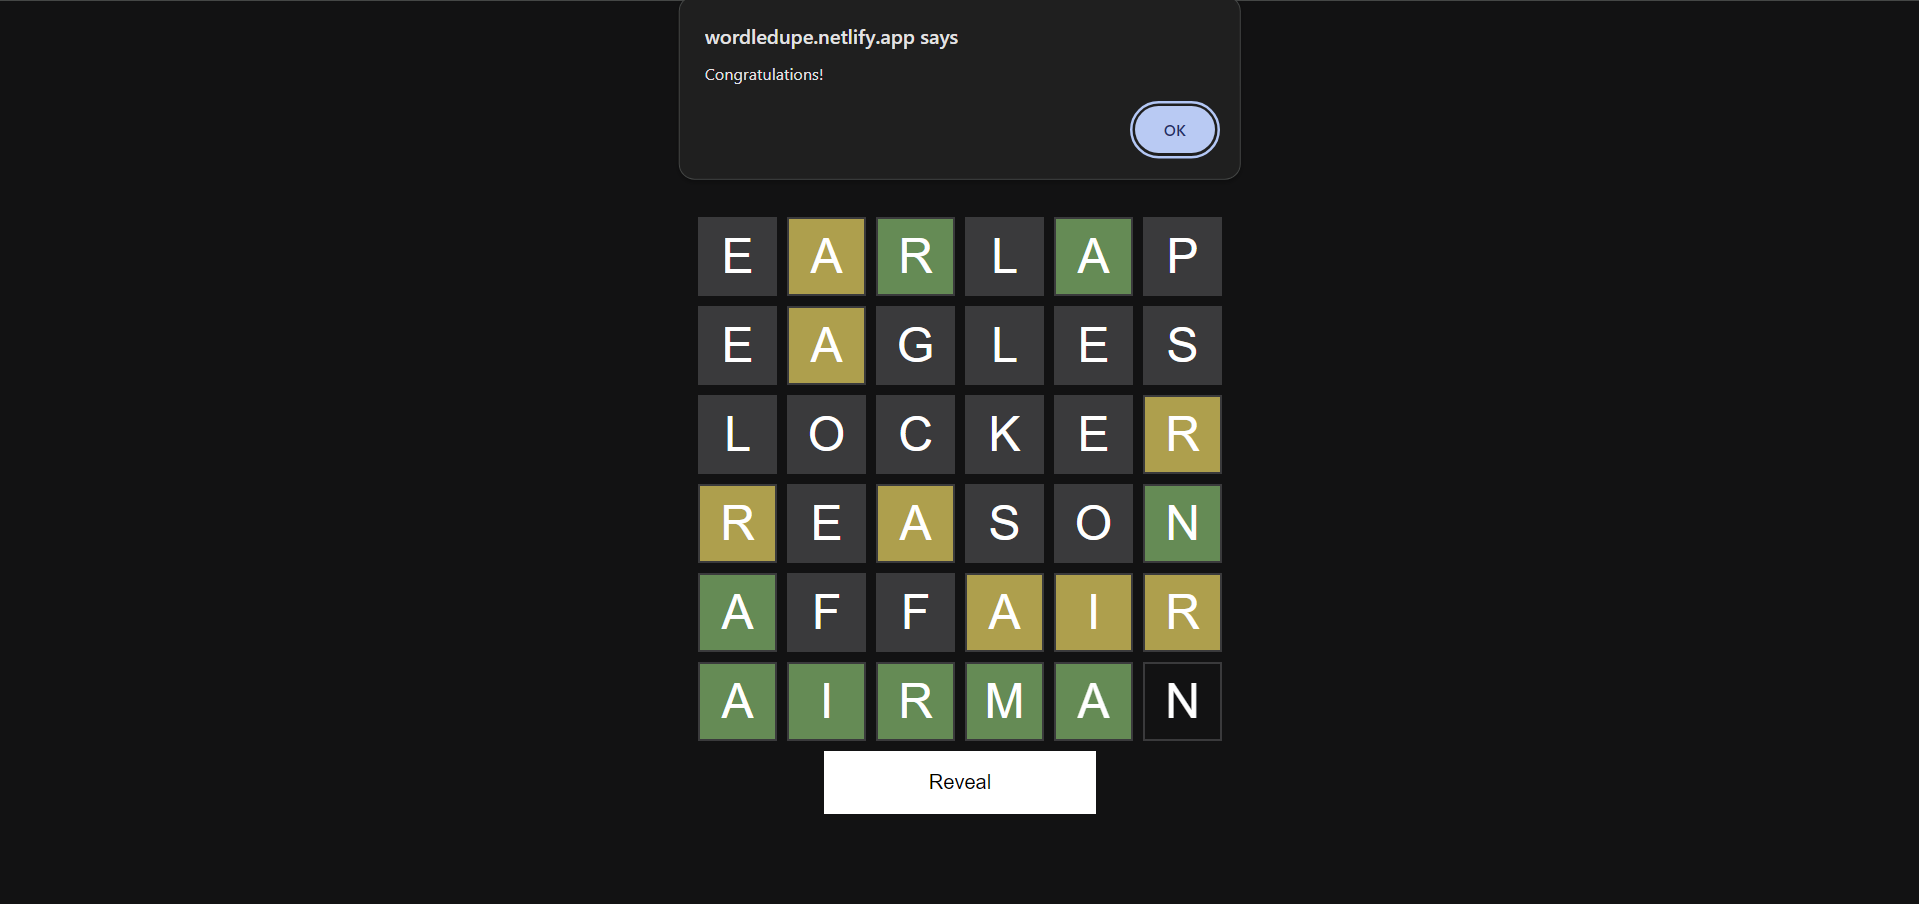 wordledupe.netlify.app says
Congratulations!
OK
E A R L A P
E A G L E S
L O C K E R
R E A S O N
A F F A I R
A I R M A N
Reveal